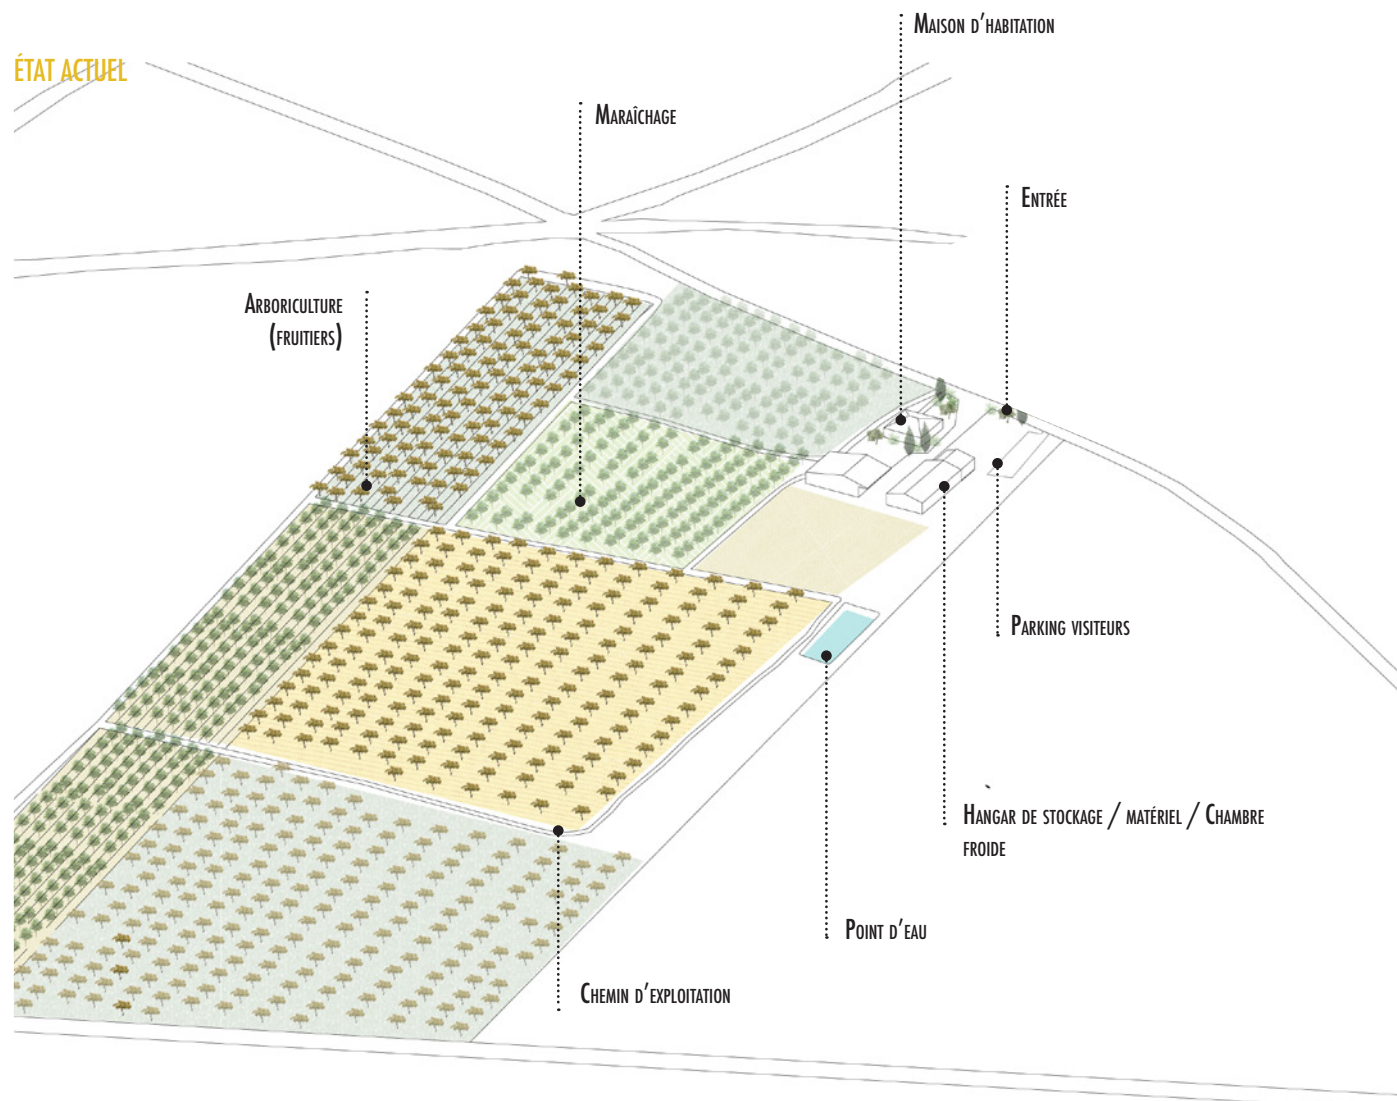 Maison d'habitation
État actuel
Maraîchage
Entrée
Arboriculture
(fruitiers)
Parking visiteurs
Hangar de stockage / matériel / Chambre
froide
Point d'eau
Chemin d'exploitation